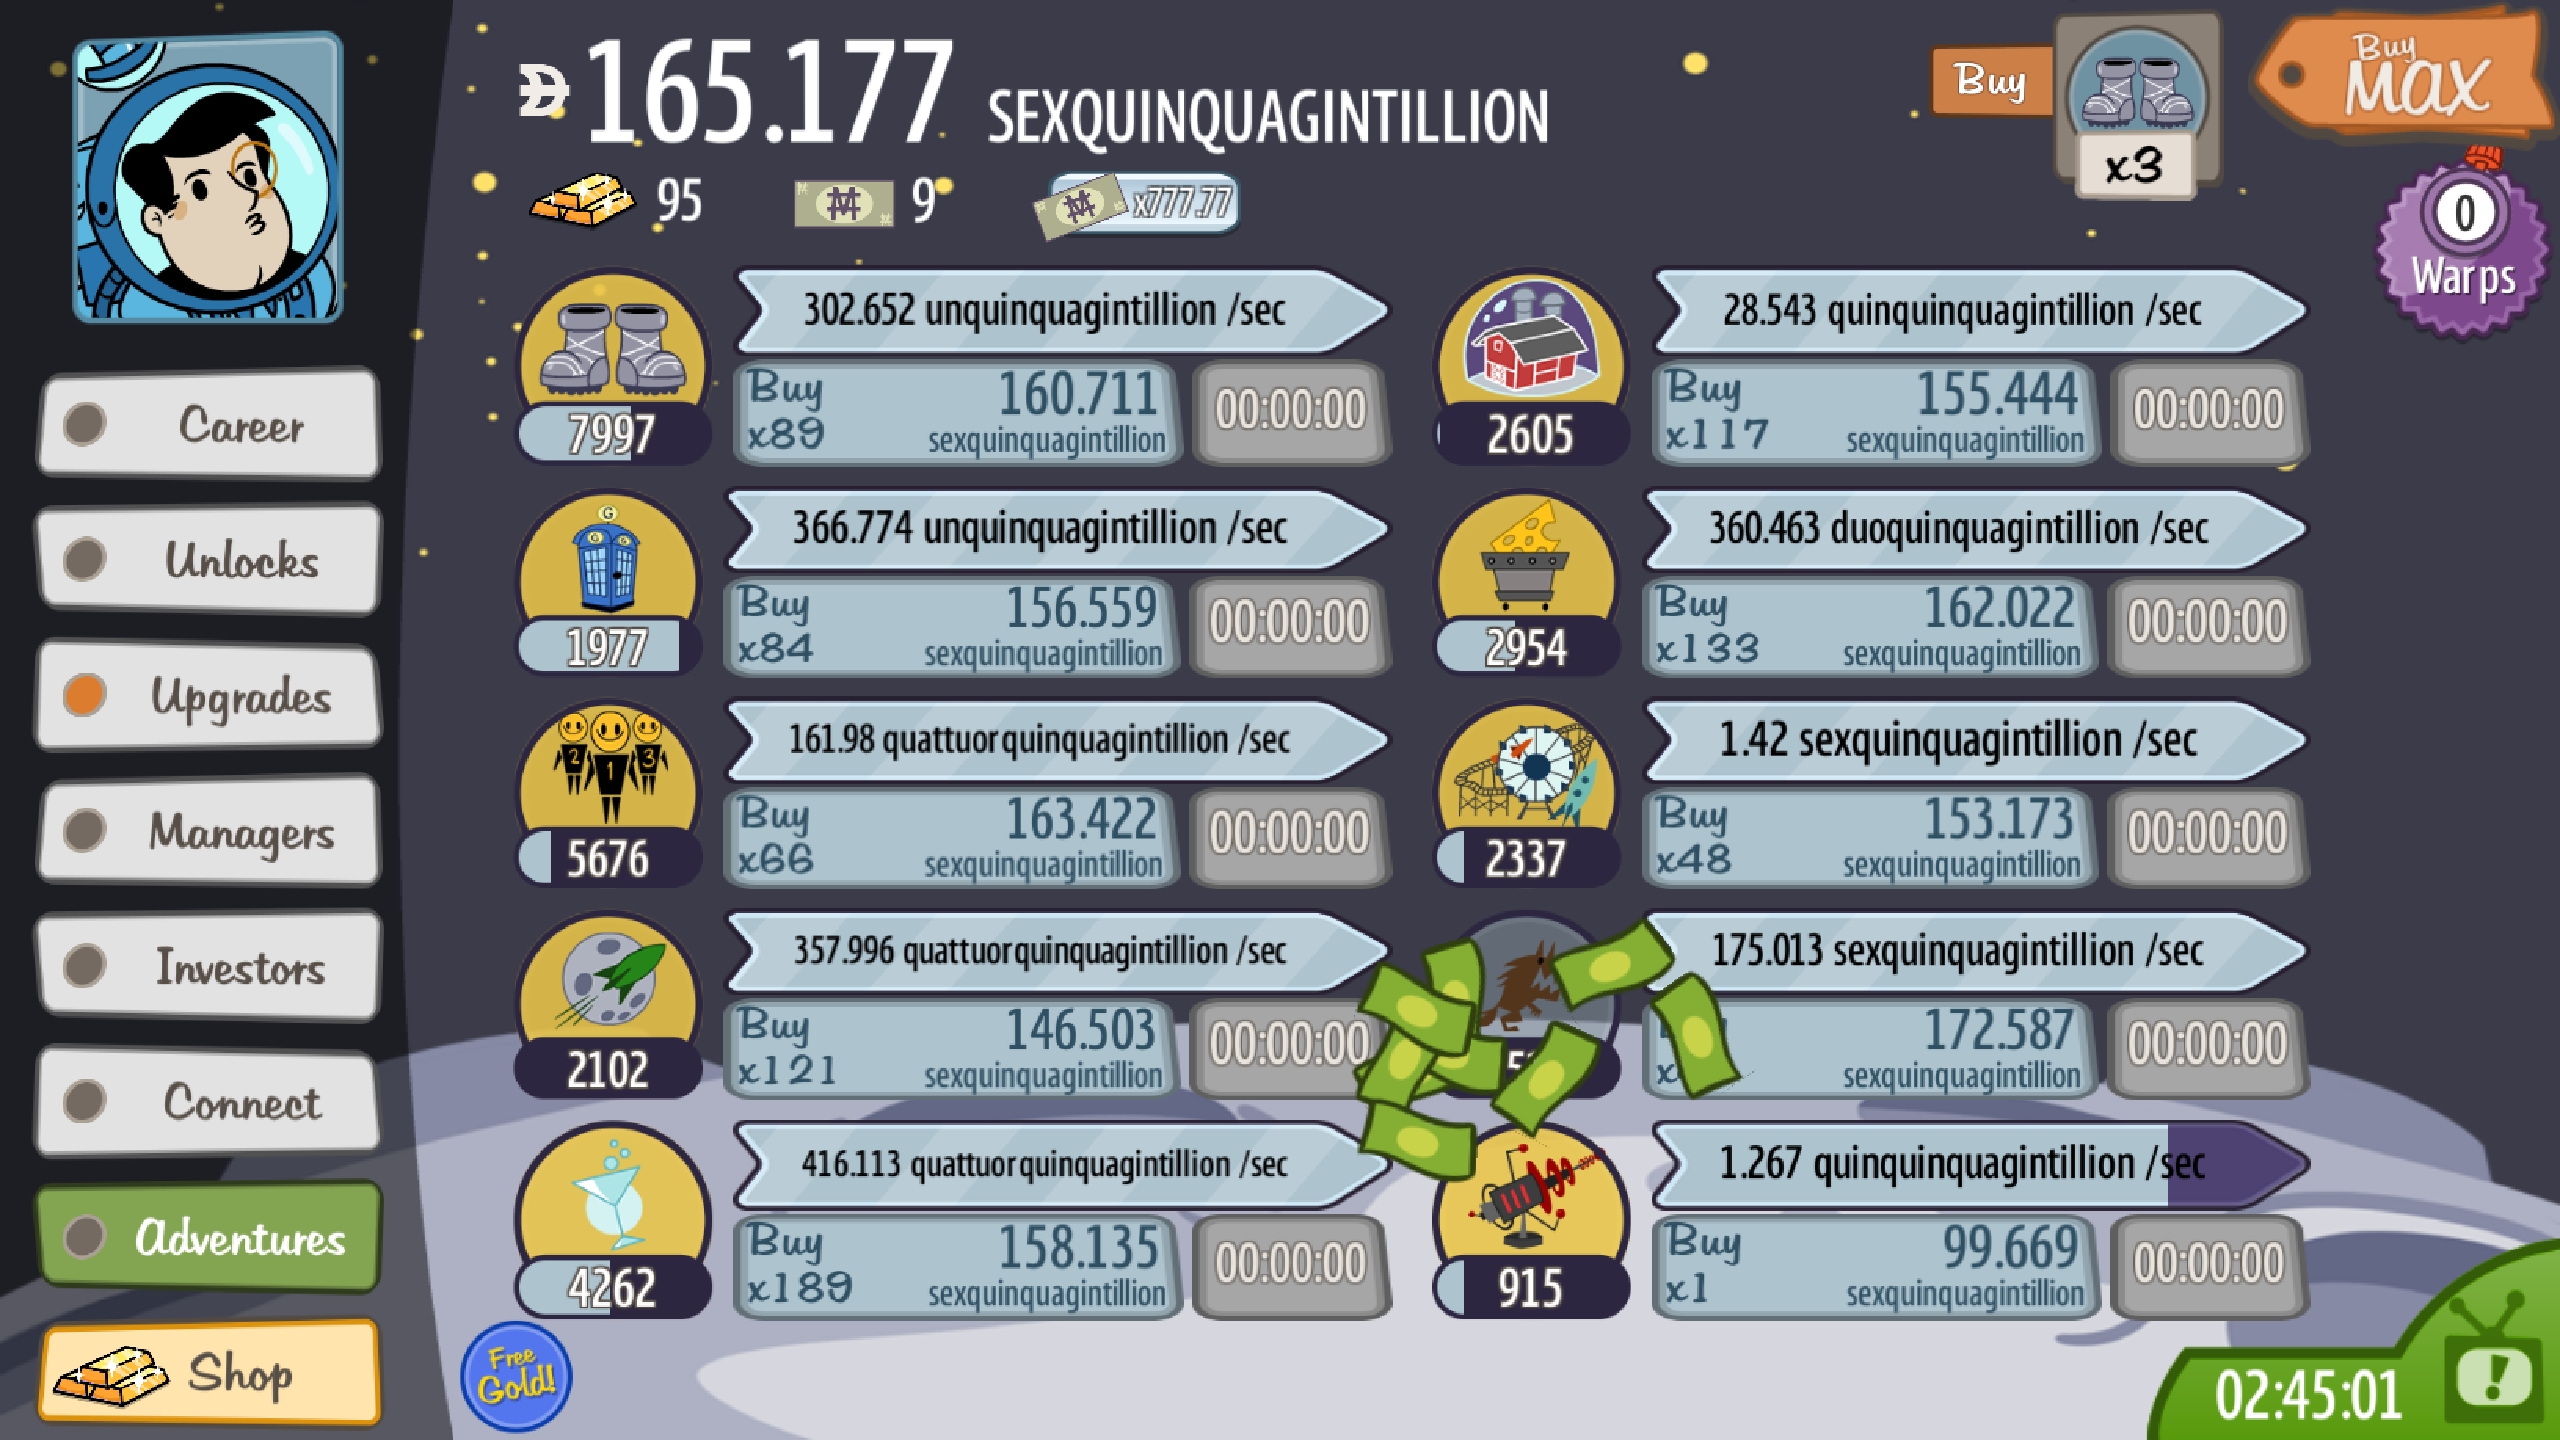 165.177 SEXQUINQUAGINTILLION
Buy
x3
Buy
MAX
95
9
x777.77
0
Warps
Career
Unlocks
Upgrades
Managers
Investors
Connect
Adventures
Shop
302.652 unquinquagintillion /sec
7997
Buy
x89
160.711
sexquinquagintillion
00:00:00
28.543 quinquinquagintillion /sec
2605
Buy
x117
155.444
sexquinquagintillion
00:00:00
G
G G
366.774 unquinquagintillion /sec
1977
Buy
x84
156.559
sexquinquagintillion
00:00:00
360.463 duoquinquagintillion /sec
2954
Buy
x133
162.022
sexquinquagintillion
00:00:00
2 1 3
161.98 quattuorquinquagintillion /sec
5676
Buy
x66
163.422
sexquinquagintillion
00:00:00
1.42 sexquinquagintillion /sec
2337
Buy
x48
153.173
sexquinquagintillion
00:00:00
357.996 quattuorquinquagintillion /sec
2102
Buy
x121
146.503
sexquinquagintillion
00:00:00
175.013 sexquinquagintillion /sec
172.587
sexquinquagintillion
00:00:00
416.113 quattuorquinquagintillion /sec
4262
Buy
x189
158.135
sexquinquagintillion
00:00:00
1.267 quinquinquagintillion /sec
915
Buy
x1
99.669
sexquinquagintillion
00:00:00
Free
Gold!
02:45:01
!